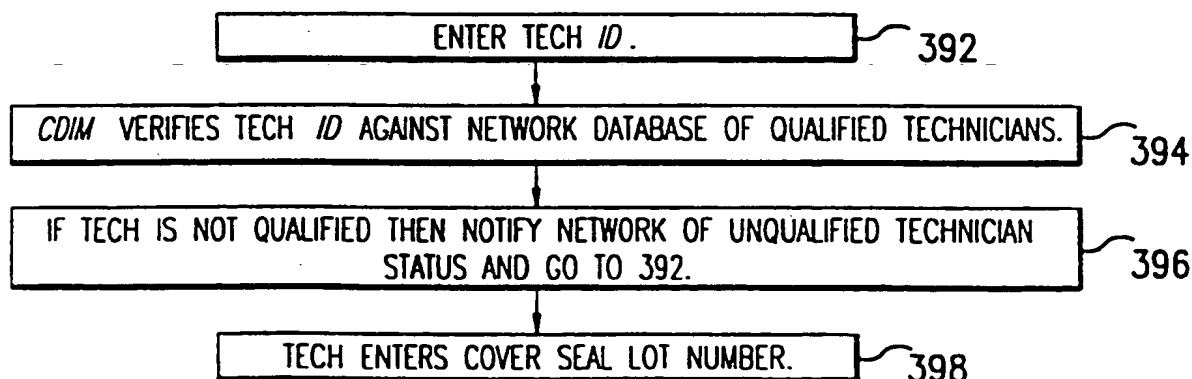 ENTER TECH ID.
392
CDIM VERIFIES TECH ID AGAINST NETWORK DATABASE OF QUALIFIED TECHNICIANS.
394
IF TECH IS NOT QUALIFIED THEN NOTIFY NETWORK OF UNQUALIFIED TECHNICIAN
STATUS AND GO TO 392.
396
TECH ENTERS COVER SEAL LOT NUMBER.
398